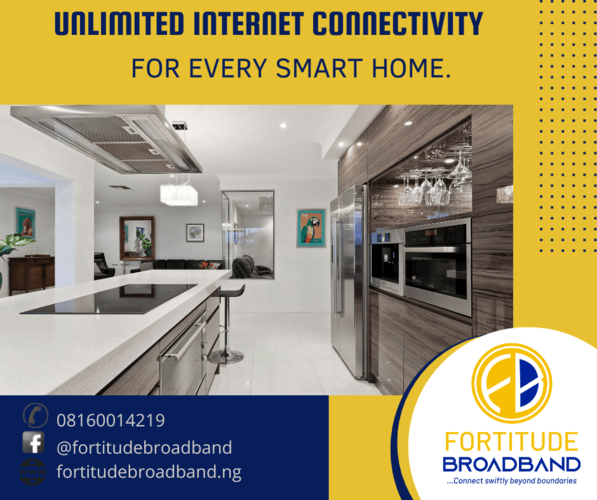 UNLIMITED INTERNET CONNECTIVITY
FOR EVERY SMART HOME.
08160014219
@fortitudebroadband
fortitudebroadband.ng
FORTITUDE
BROADBAND
...Connect swiftly beyond boundaries